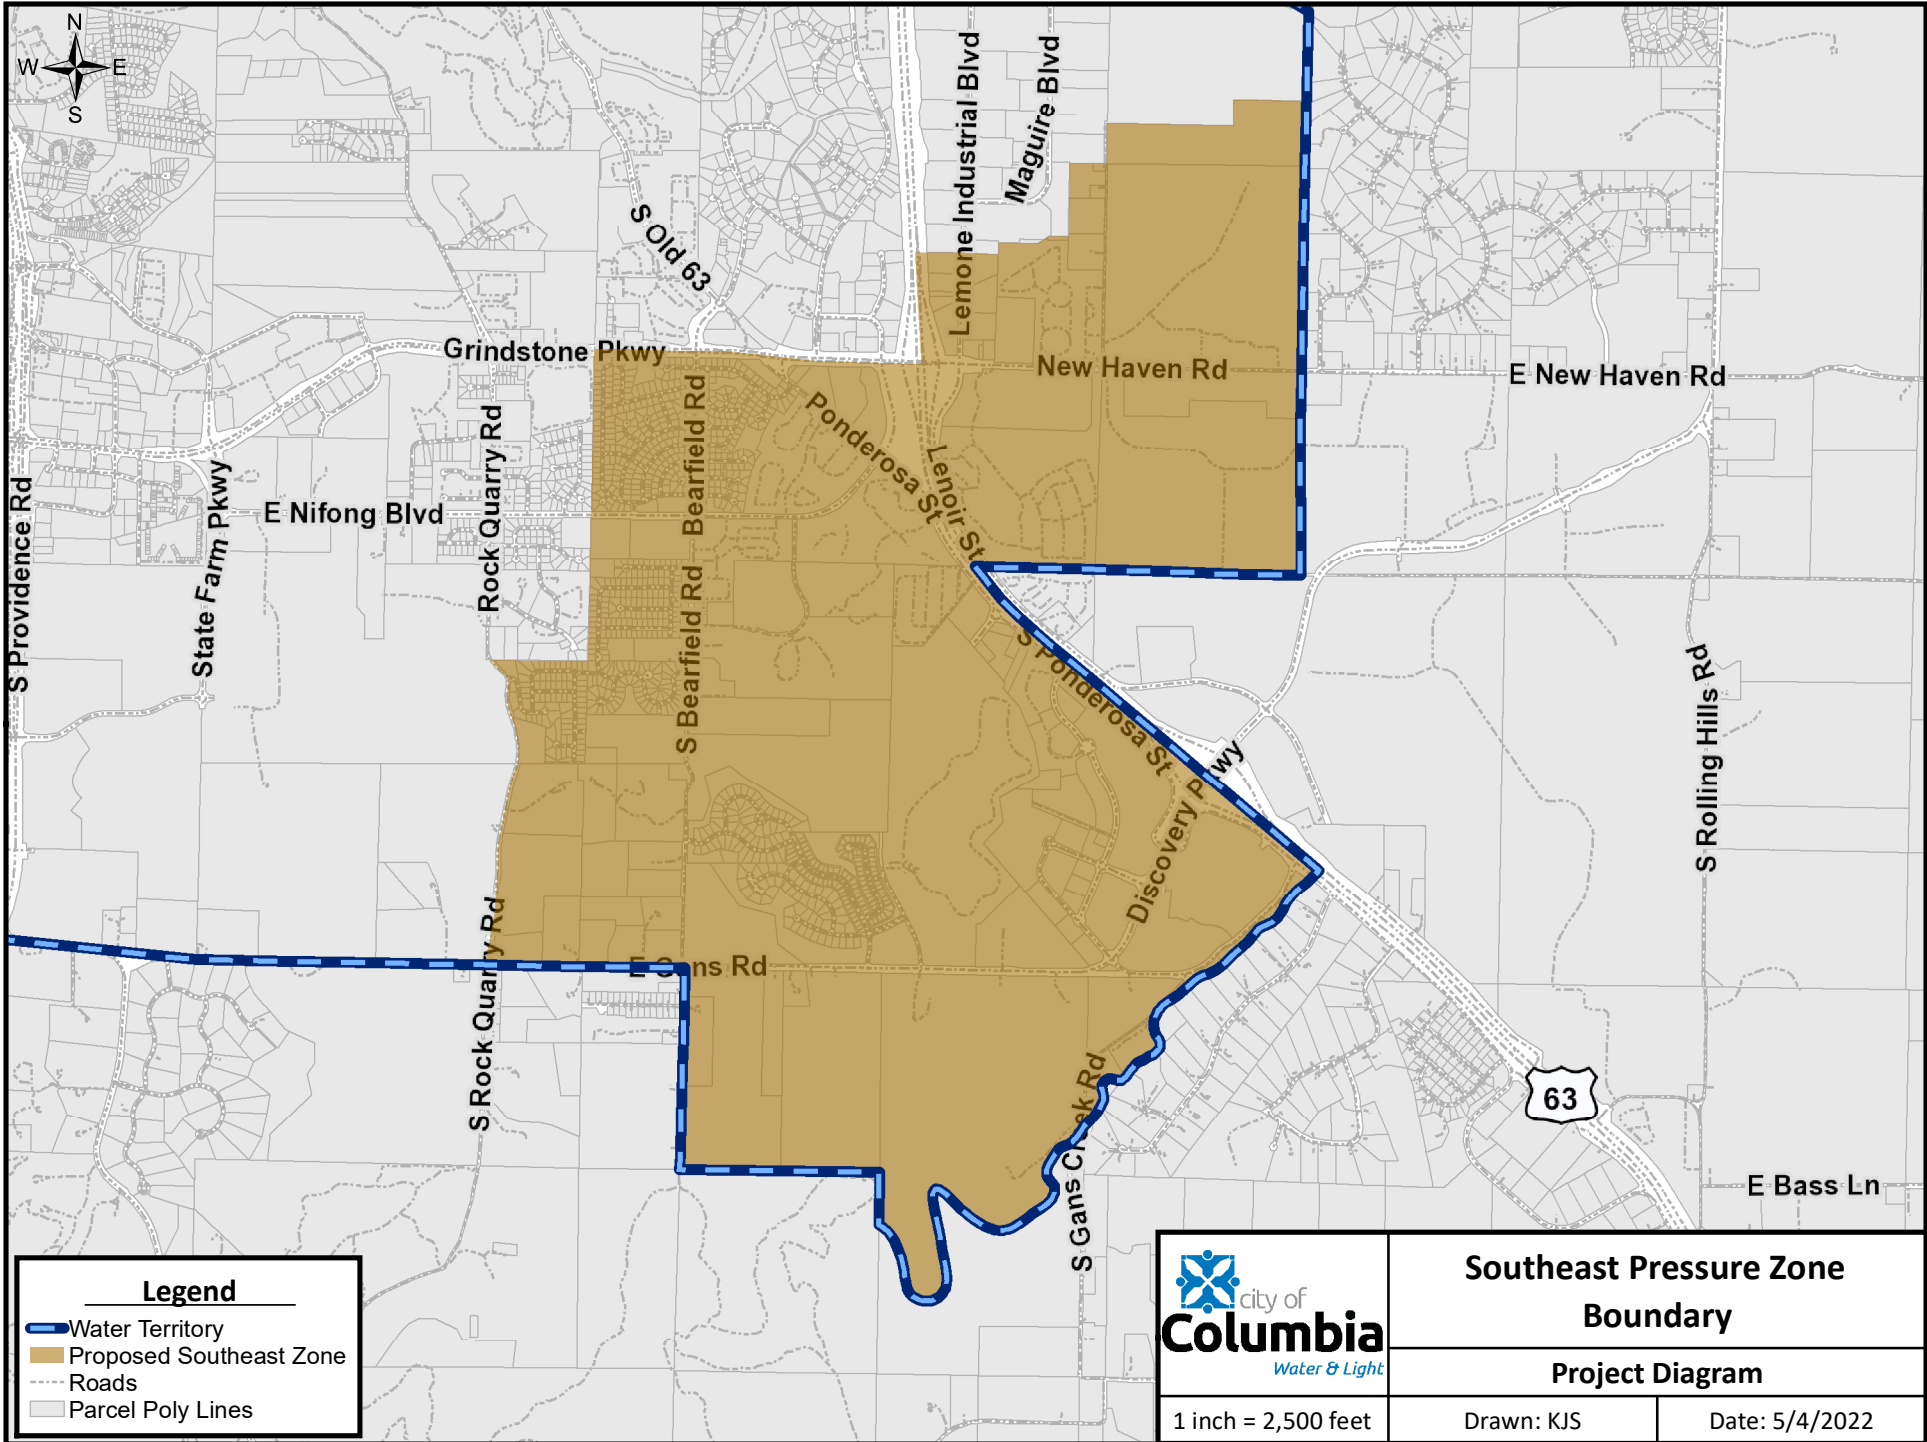 N
W E
S
Lemone Industrial Blvd
Maguire Blvd
S Old 63
Grindstone Pkwy
New Haven Rd
E New Haven Rd
Ponderosa St
Bearfield Rd
Rock Quarry Rd
Lenoir St
S Providence Rd
State Farm Pkwy
E Nifong Blvd
S Bearfield Rd
S Ponderosa St
Discovery Pkwy
S Rolling Hills Rd
E Gans Rd
S Rock Quarry Rd
S Gans Creek Rd
63
E Bass Ln
Legend
Water Territory
Proposed Southeast Zone
Roads
Parcel Poly Lines
city of
Columbia
Water & Light
1 inch = 2,500 feet
Southeast Pressure Zone
Boundary
Project Diagram
Drawn: KJS
Date: 5/4/2022